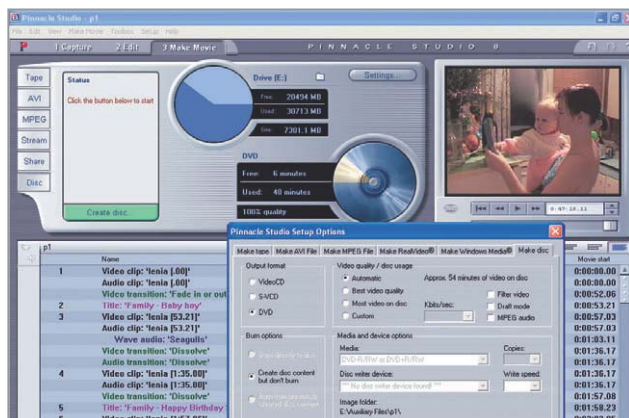 Pinnacle Studio - p1
File Edit View Make Movie Toolbox Setup Help
1 Capture 2 Edit 3 Make Movie PINNACLE STUDIO 8
Tape
AVI
MPEG
Stream
Share
Disc
Status
Click the button below to start
Create disc...
Drive [E:] Settings...
Free: 20494 MB
Used: 30713 MB
7301.1 MB
DVD
Free: 6 minutes
Used: 48 minutes
100% quality
Pinnacle Studio Setup Options
Make tape Make AVI File Make MPEG File Make RealVideo® Make Windows Media® Make disc
Output format
VideoCD
S-VCD
DVD
Video quality / disc usage
Automatic Approx. 54 minutes of video on disc
Best video quality
Most video on disc Kbits/sec:
Custom
Filter video
Draft mode
MPEG audio
Burn options
Burn directly to disc
Create disc content
but don't burn
Media and device options
Media: Copies:
DVD-R/RW or DVD+R/RW
Disc writer device: Write speed:
*** No disc writer device found! ***
Image folder:
E:\Auxiliary Files\p1\
p1
Name Movie start
1 Video clip: 'lenia [.00]' 0:00:00.00
Audio clip: 'lenia [.00]' 0:00:00.00
Video transition: 'Fade in or out 0:00:52.06
2 Title: 'Family - Baby boy' 0:00:53.21
3 Video clip: 'lenia [53.21]' 0:00:57.03
Audio clip: 'lenia [53.21]' 0:00:57.03
Wave audio: 'Seagulls' 0:01:03.11
Video transition: 'Dissolve' 0:01:36.17
Audio transition: 'Dissolve' 0:01:36.17
4 Video clip: 'lenia [1:35.00]' 0:01:36.17
Audio clip: 'lenia [1:35.00]' 0:01:36.17
Video transition: 'Dissolve' 0:01:57.08
5 Title: 'Family - Happy Birthday 0:01:58.23